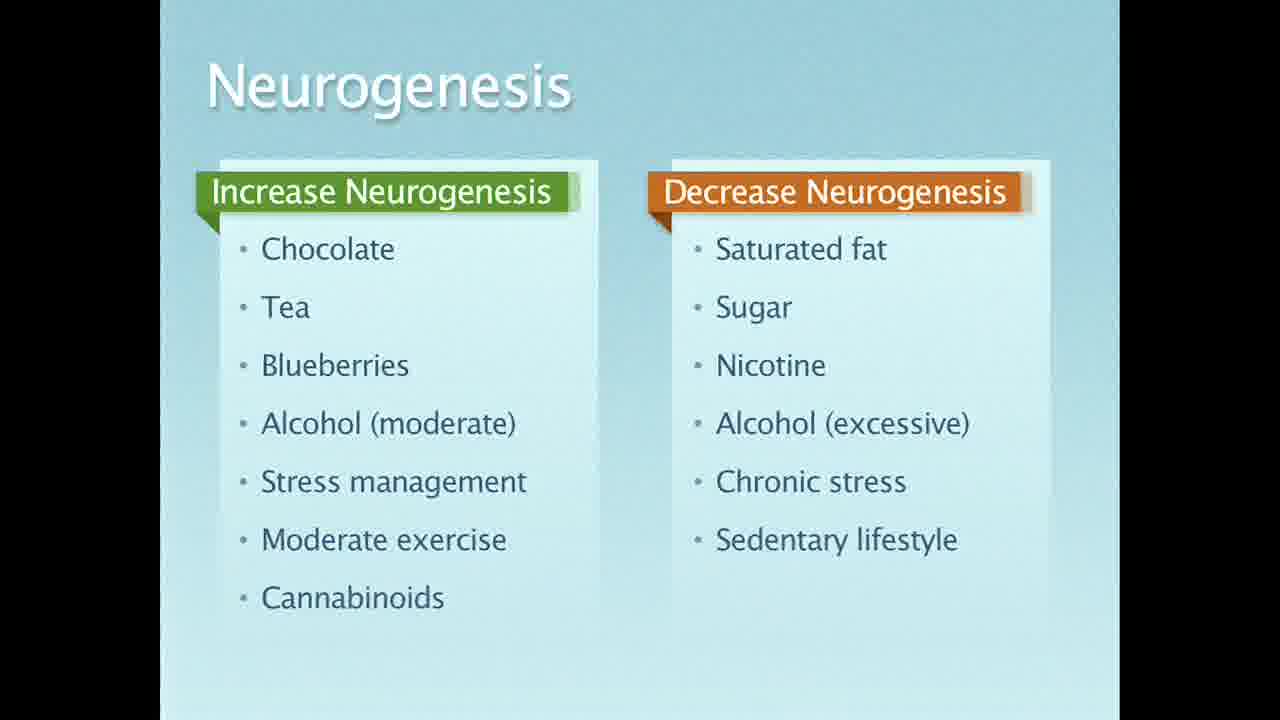 Neurogenesis
Increase Neurogenesis
• Chocolate
• Tea
• Blueberries
• Alcohol (moderate)
• Stress management
• Moderate exercise
• Cannabinoids
Decrease Neurogenesis
• Saturated fat
• Sugar
• Nicotine
• Alcohol (excessive)
• Chronic stress
• Sedentary lifestyle